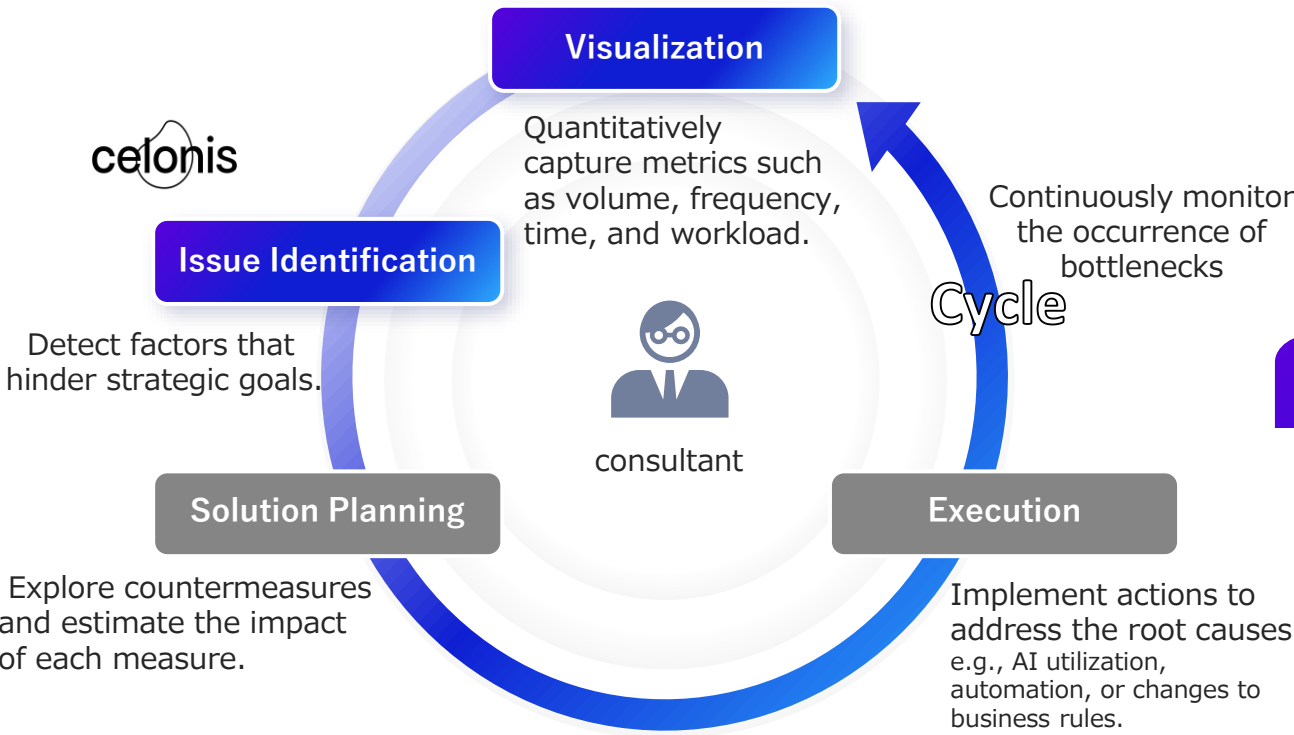 Visualization
Quantitatively
capture metrics such
as volume, frequency,
time, and workload.
celonis
Issue Identification
Detect factors that
hinder strategic goals.
Continuously monitor
the occurrence of
bottlenecks
Cycle
consultant
Solution Planning
Explore countermeasures
and estimate the impact
of each measure.
Execution
Implement actions to
address the root causes
e.g., AI utilization,
automation, or changes to
business rules.